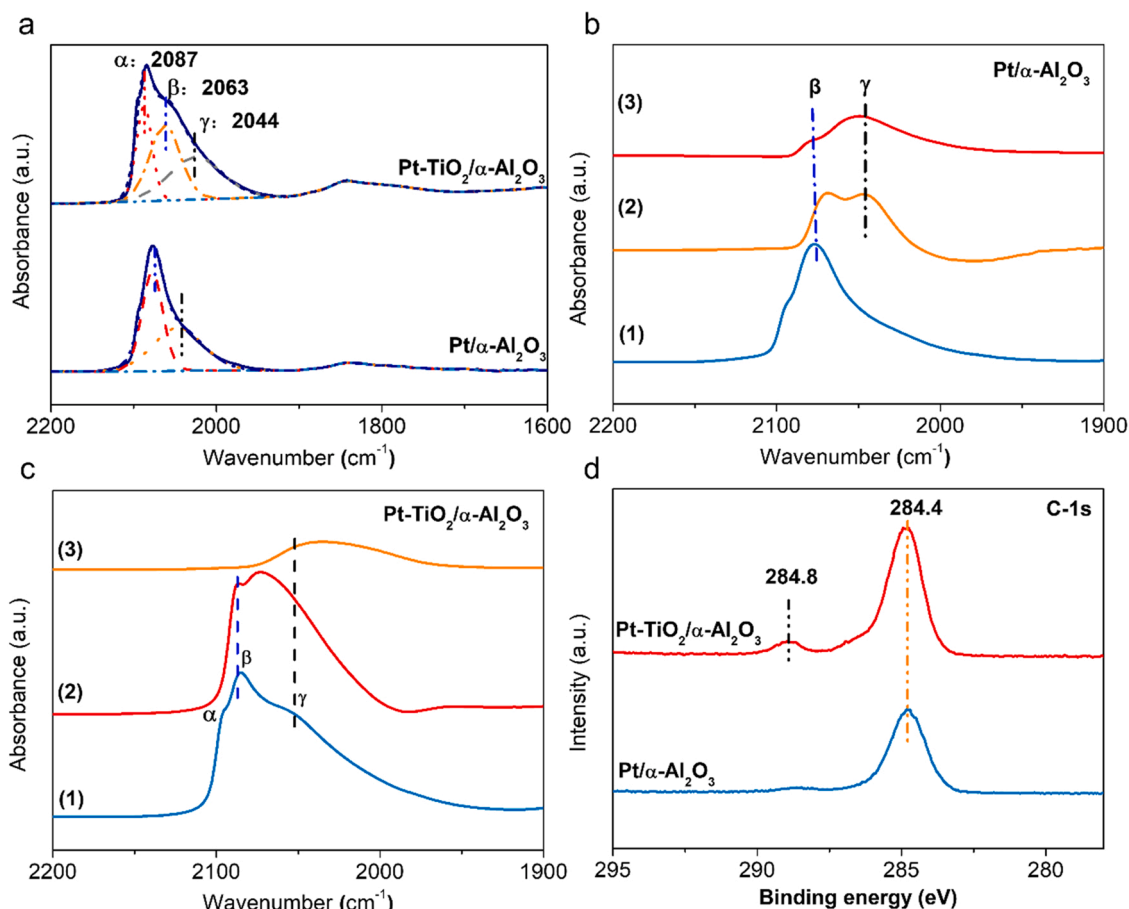 a
α: 2087
β: 2063
γ: 2044
Pt-TiO₂/α-Al₂O₃
Pt/α-Al₂O₃
Absorbance (a.u.)
2200 2000 1800 1600
Wavenumber (cm⁻¹)
b
Pt/α-Al₂O₃
β γ
(3)
(2)
(1)
Absorbance (a.u.)
2200 2100 2000 1900
Wavenumber (cm⁻¹)
c
Pt-TiO₂/α-Al₂O₃
(3)
(2)
β
α γ
(1)
Absorbance (a.u.)
2200 2100 2000 1900
Wavenumber (cm⁻¹)
d
C-1s
284.4
284.8
Pt-TiO₂/α-Al₂O₃
Pt/α-Al₂O₃
Intensity (a.u.)
295 290 285 280
Binding energy (eV)